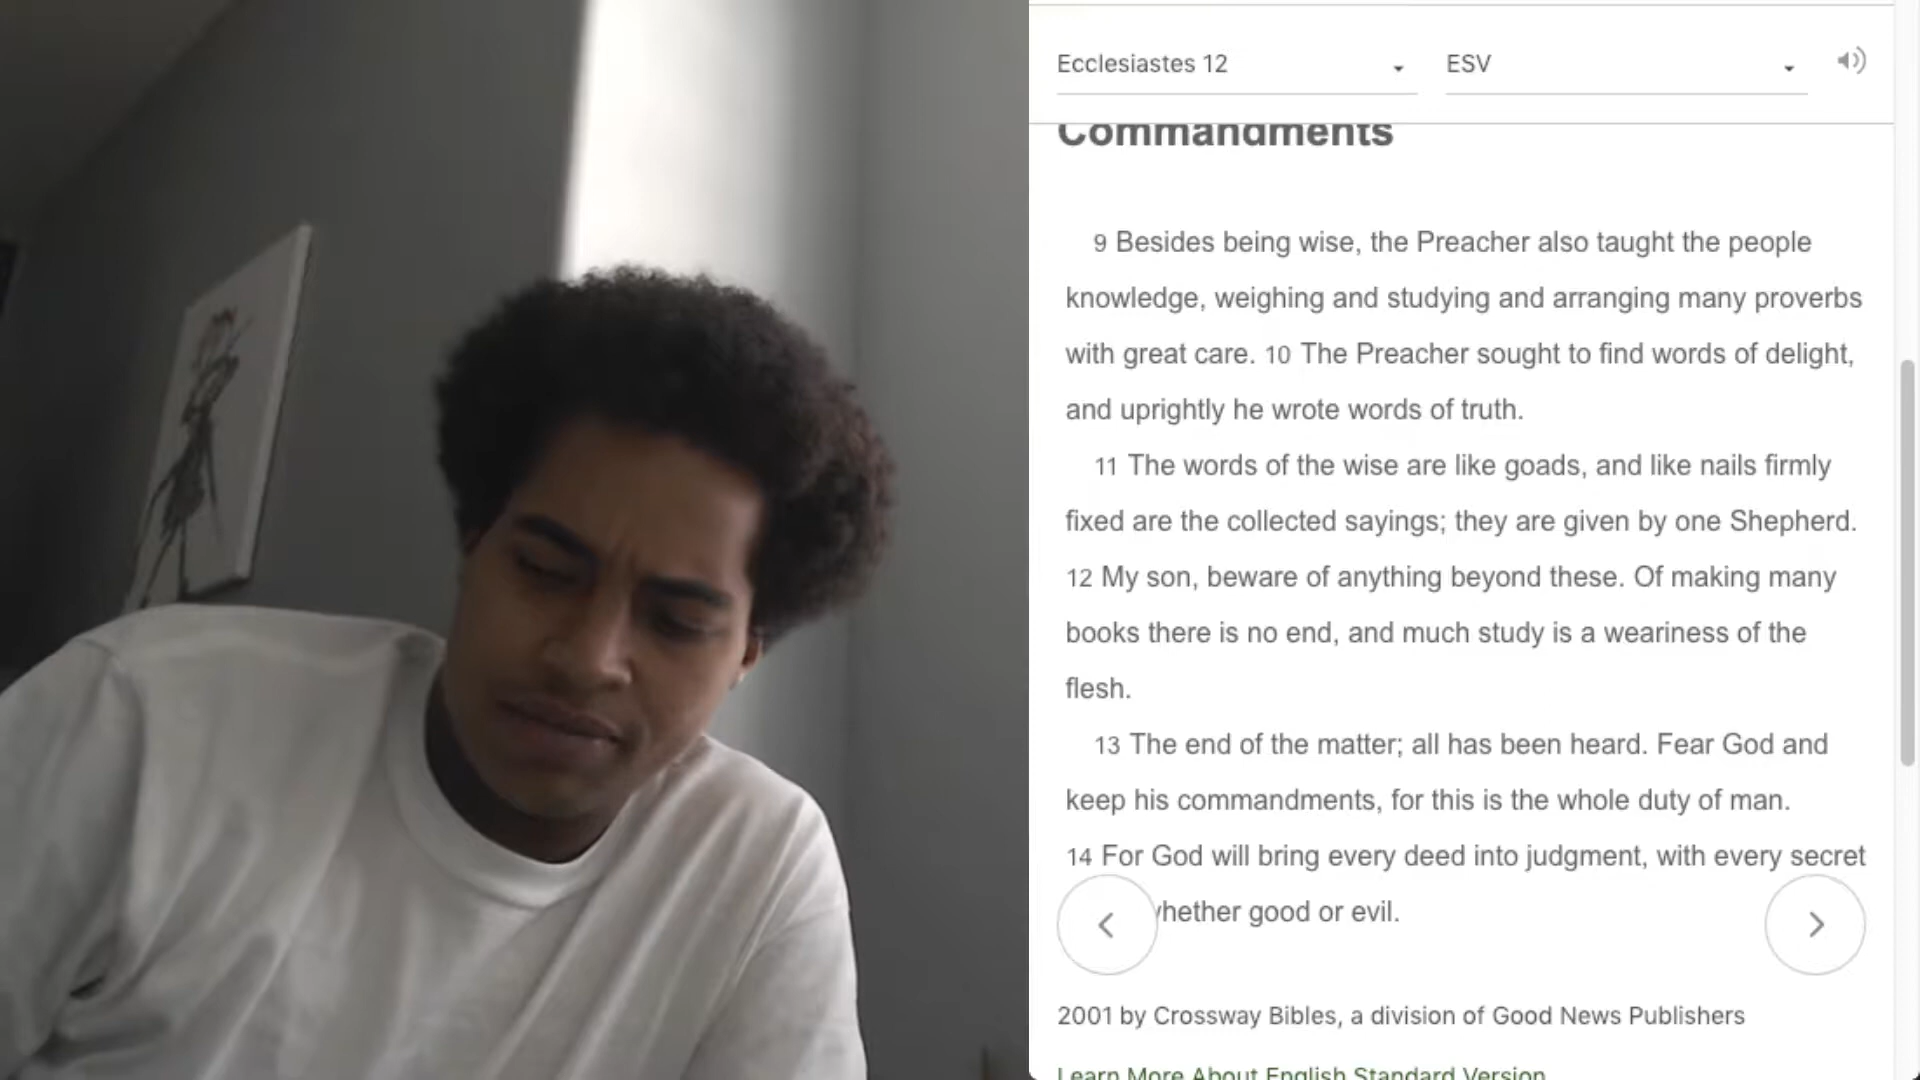 Ecclesiastes 12
ESV
Commandments
9 Besides being wise, the Preacher also taught the people
knowledge, weighing and studying and arranging many proverbs
with great care. 10 The Preacher sought to find words of delight,
and uprightly he wrote words of truth.
11 The words of the wise are like goads, and like nails firmly
fixed are the collected sayings; they are given by one Shepherd.
12 My son, beware of anything beyond these. Of making many
books there is no end, and much study is a weariness of the
flesh.
13 The end of the matter; all has been heard. Fear God and
keep his commandments, for this is the whole duty of man.
14 For God will bring every deed into judgment, with every secret
whether good or evil.
2001 by Crossway Bibles, a division of Good News Publishers
Learn More About English Standard Version